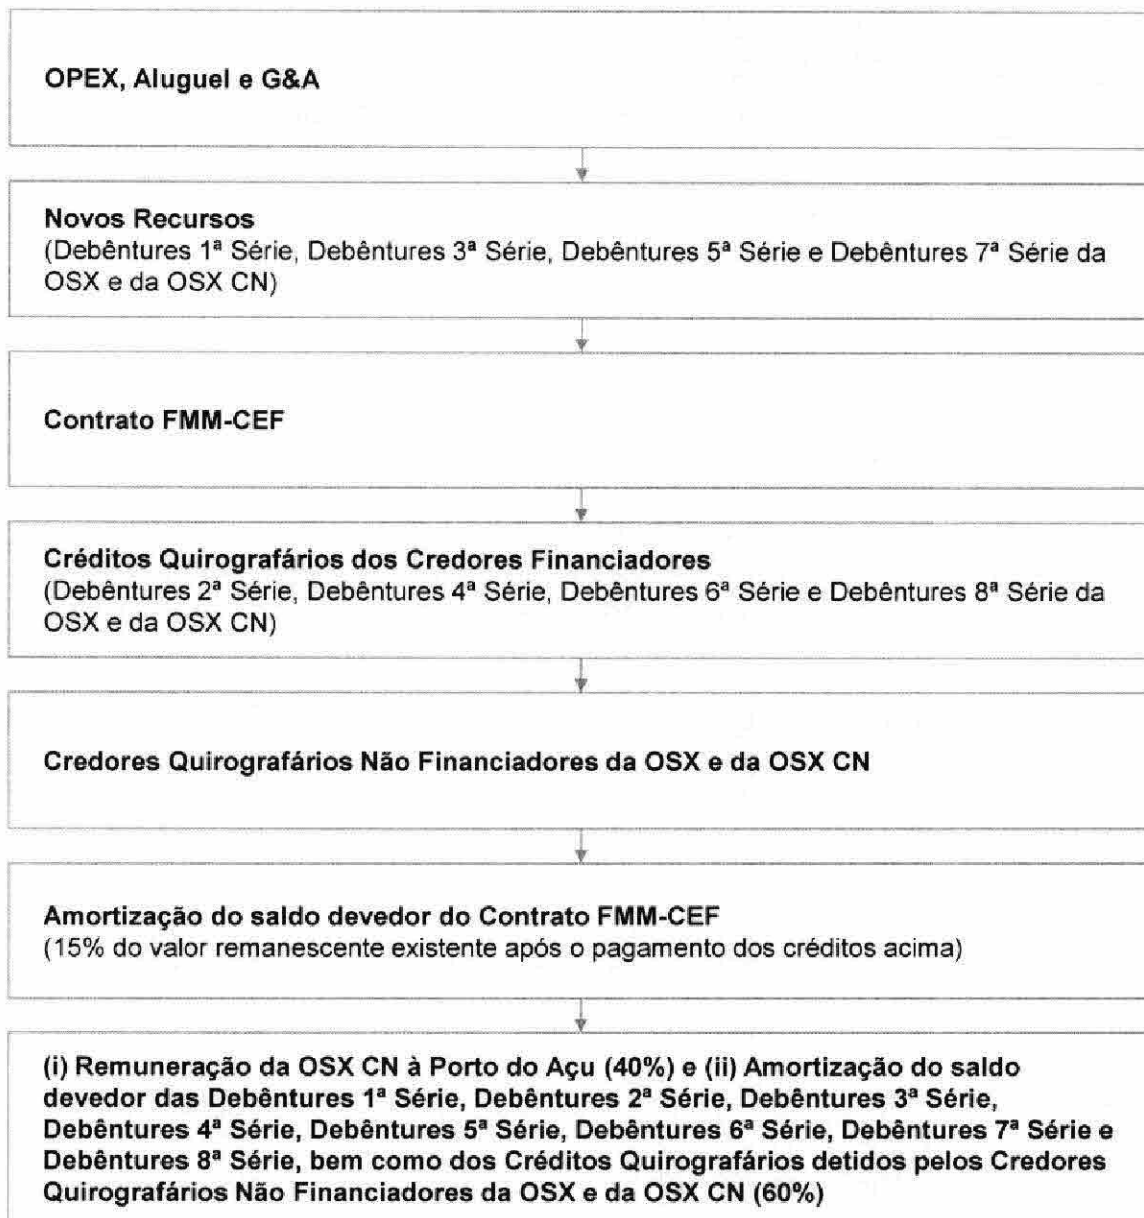 OPEX, Aluguel e G&A
Novos Recursos
(Debêntures 1ª Série, Debêntures 3ª Série, Debêntures 5ª Série e Debêntures 7ª Série da
OSX e da OSX CN)
Contrato FMM-CEF
Créditos Quirografários dos Credores Financiadores
(Debêntures 2ª Série, Debêntures 4ª Série, Debêntures 6ª Série e Debêntures 8ª Série da
OSX e da OSX CN)
Credores Quirografários Não Financiadores da OSX e da OSX CN
Amortização do saldo devedor do Contrato FMM-CEF
(15% do valor remanescente existente após o pagamento dos créditos acima)
(i) Remuneração da OSX CN à Porto do Açu (40%) e (ii) Amortização do saldo
devedor das Debêntures 1ª Série, Debêntures 2ª Série, Debêntures 3ª Série,
Debêntures 4ª Série, Debêntures 5ª Série, Debêntures 6ª Série, Debêntures 7ª Série e
Debêntures 8ª Série, bem como dos Créditos Quirografários detidos pelos Credores
Quirografários Não Financiadores da OSX e da OSX CN (60%)